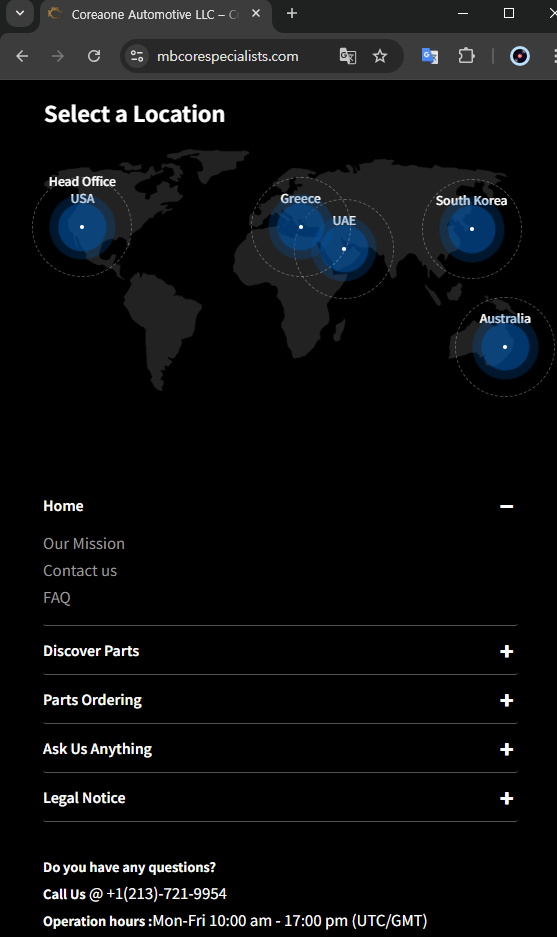 Coreaone Automotive LLC –
mbcorespecialists.com
Select a Location
Head Office
USA
Greece
UAE
South Korea
Australia
Home
Our Mission
Contact us
FAQ
Discover Parts
Parts Ordering
Ask Us Anything
Legal Notice
Do you have any questions?
Call Us @ +1(213)-721-9954
Operation hours :Mon-Fri 10:00 am - 17:00 pm (UTC/GMT)